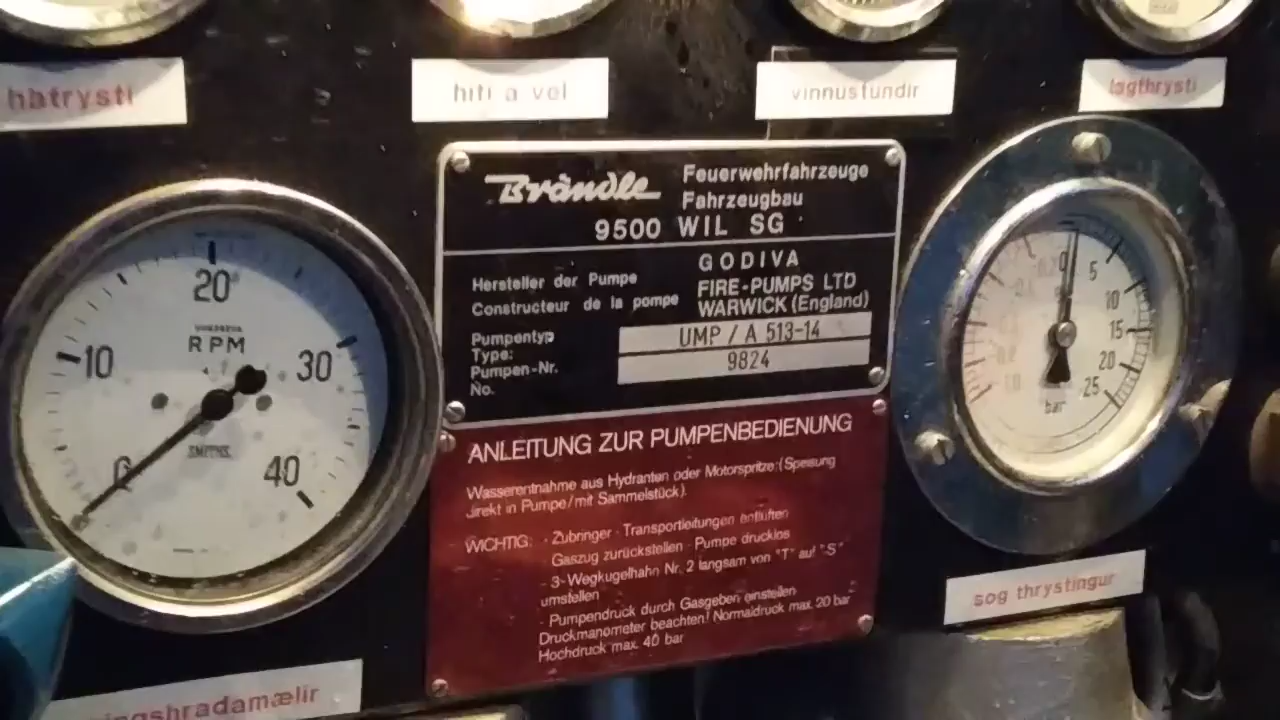 hatrysti
hiti a vel
vinnustundir
lagthrysti
Brändle
Feuerwehrfahrzeuge
Fahrzeugbau
9500 WIL SG
Hersteller der Pumpe
Constructeur de la pompe
GODIVA
FIRE-PUMPS LTD
WARWICK (England)
Pumpentyp
Type:
UMP / A 513-14
Pumpen-Nr.
No.
9824
ANLEITUNG ZUR PUMPENBEDIENUNG
Wasserentnahme aus Hydranten oder Motorspritze: (Speisung
direkt in Pumpe/mit Sammelstück).
WICHTIG: - Zubringer - Transportleitungen entlüften
Gaszug zurückstellen - Pumpe drucklos
- 3-Wegkugelhahn Nr. 2 langsam von "T" auf "S"
umstellen
- Pumpendruck durch Gasgeben einstellen
Druckmanometer beachten! Normaldruck max. 20 bar
Hochdruck max. 40 bar
0
10
20
30
40
RPM
SMITHS
0
5
10
15
20
25
bar
sog thrystingur
ingshradamælir